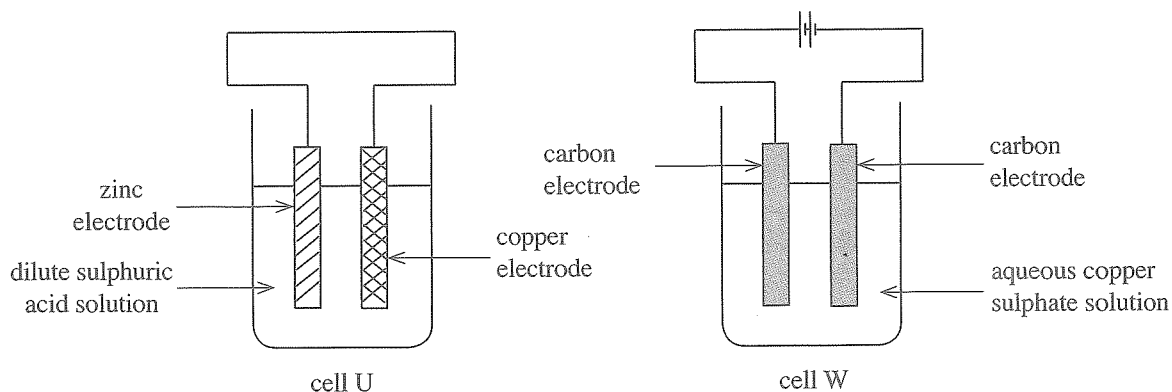 zinc
electrode
dilute sulphuric
acid solution
copper
electrode
cell U
carbon
electrode
carbon
electrode
aqueous copper
sulphate solution
cell W